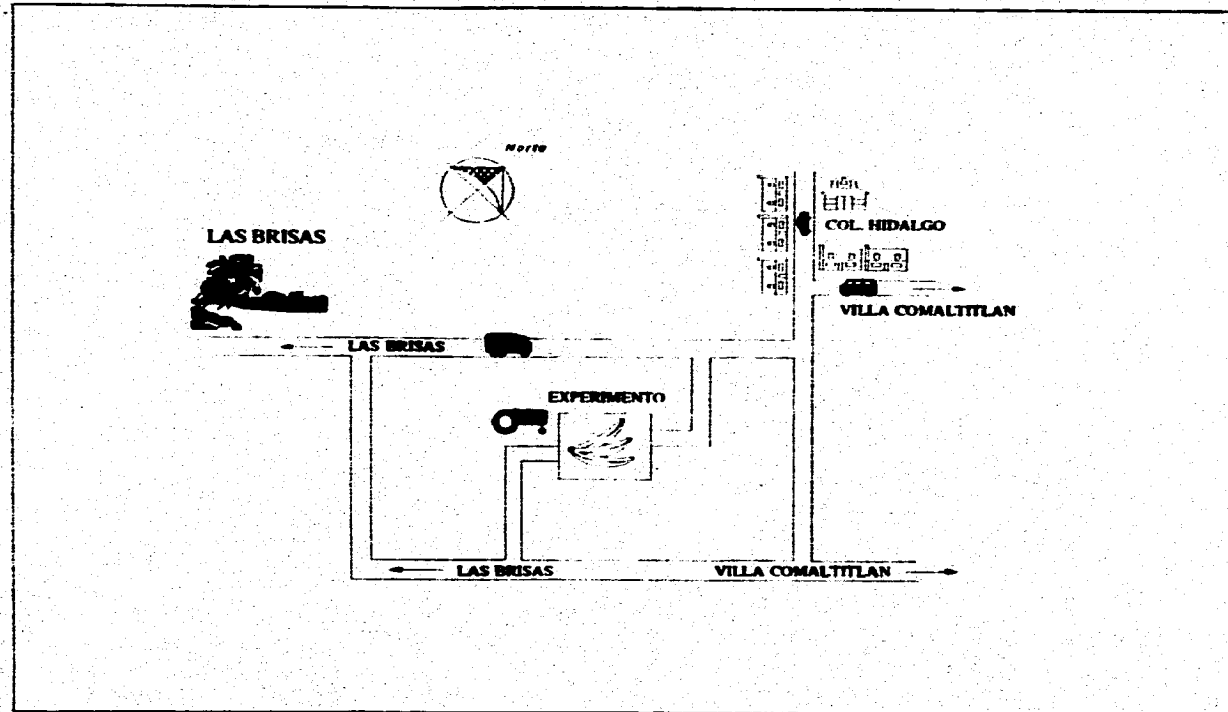 Norte
LAS BRISAS
COL. HIDALGO
VILLA COMALTITLAN
LAS BRISAS
EXPERIMENTO
LAS BRISAS
VILLA COMALTITLAN